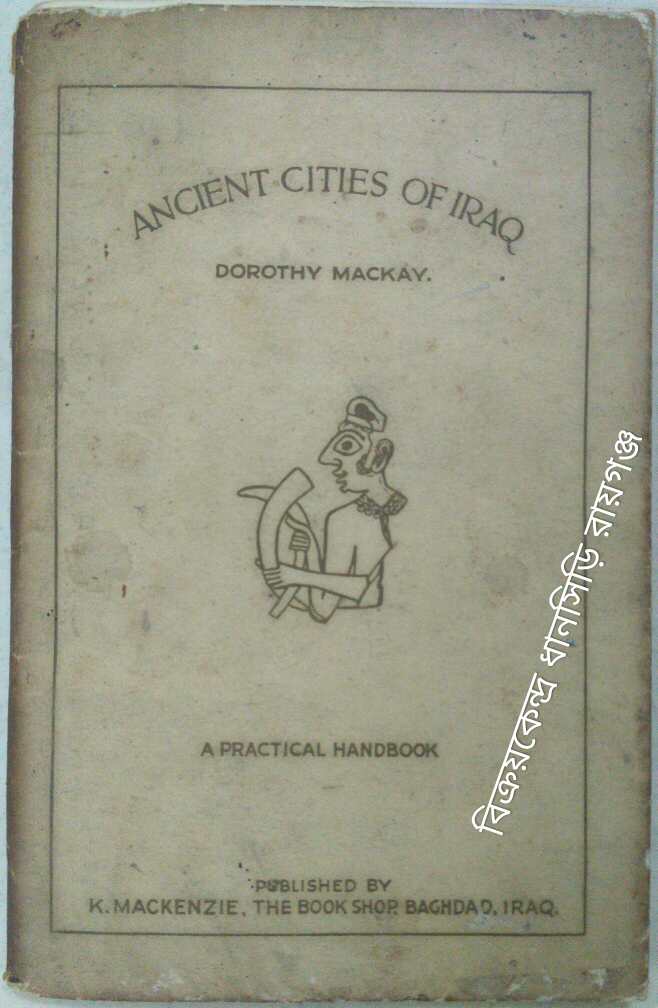 ANCIENT CITIES OF IRAQ
DOROTHY MACKAY.
A PRACTICAL HANDBOOK
PUBLISHED BY
K. MACKENZIE, THE BOOK SHOP, BAGHDAD, IRAQ.
বিক্রয়কেন্দ্র ধানসিড়ি রায়গঞ্জ